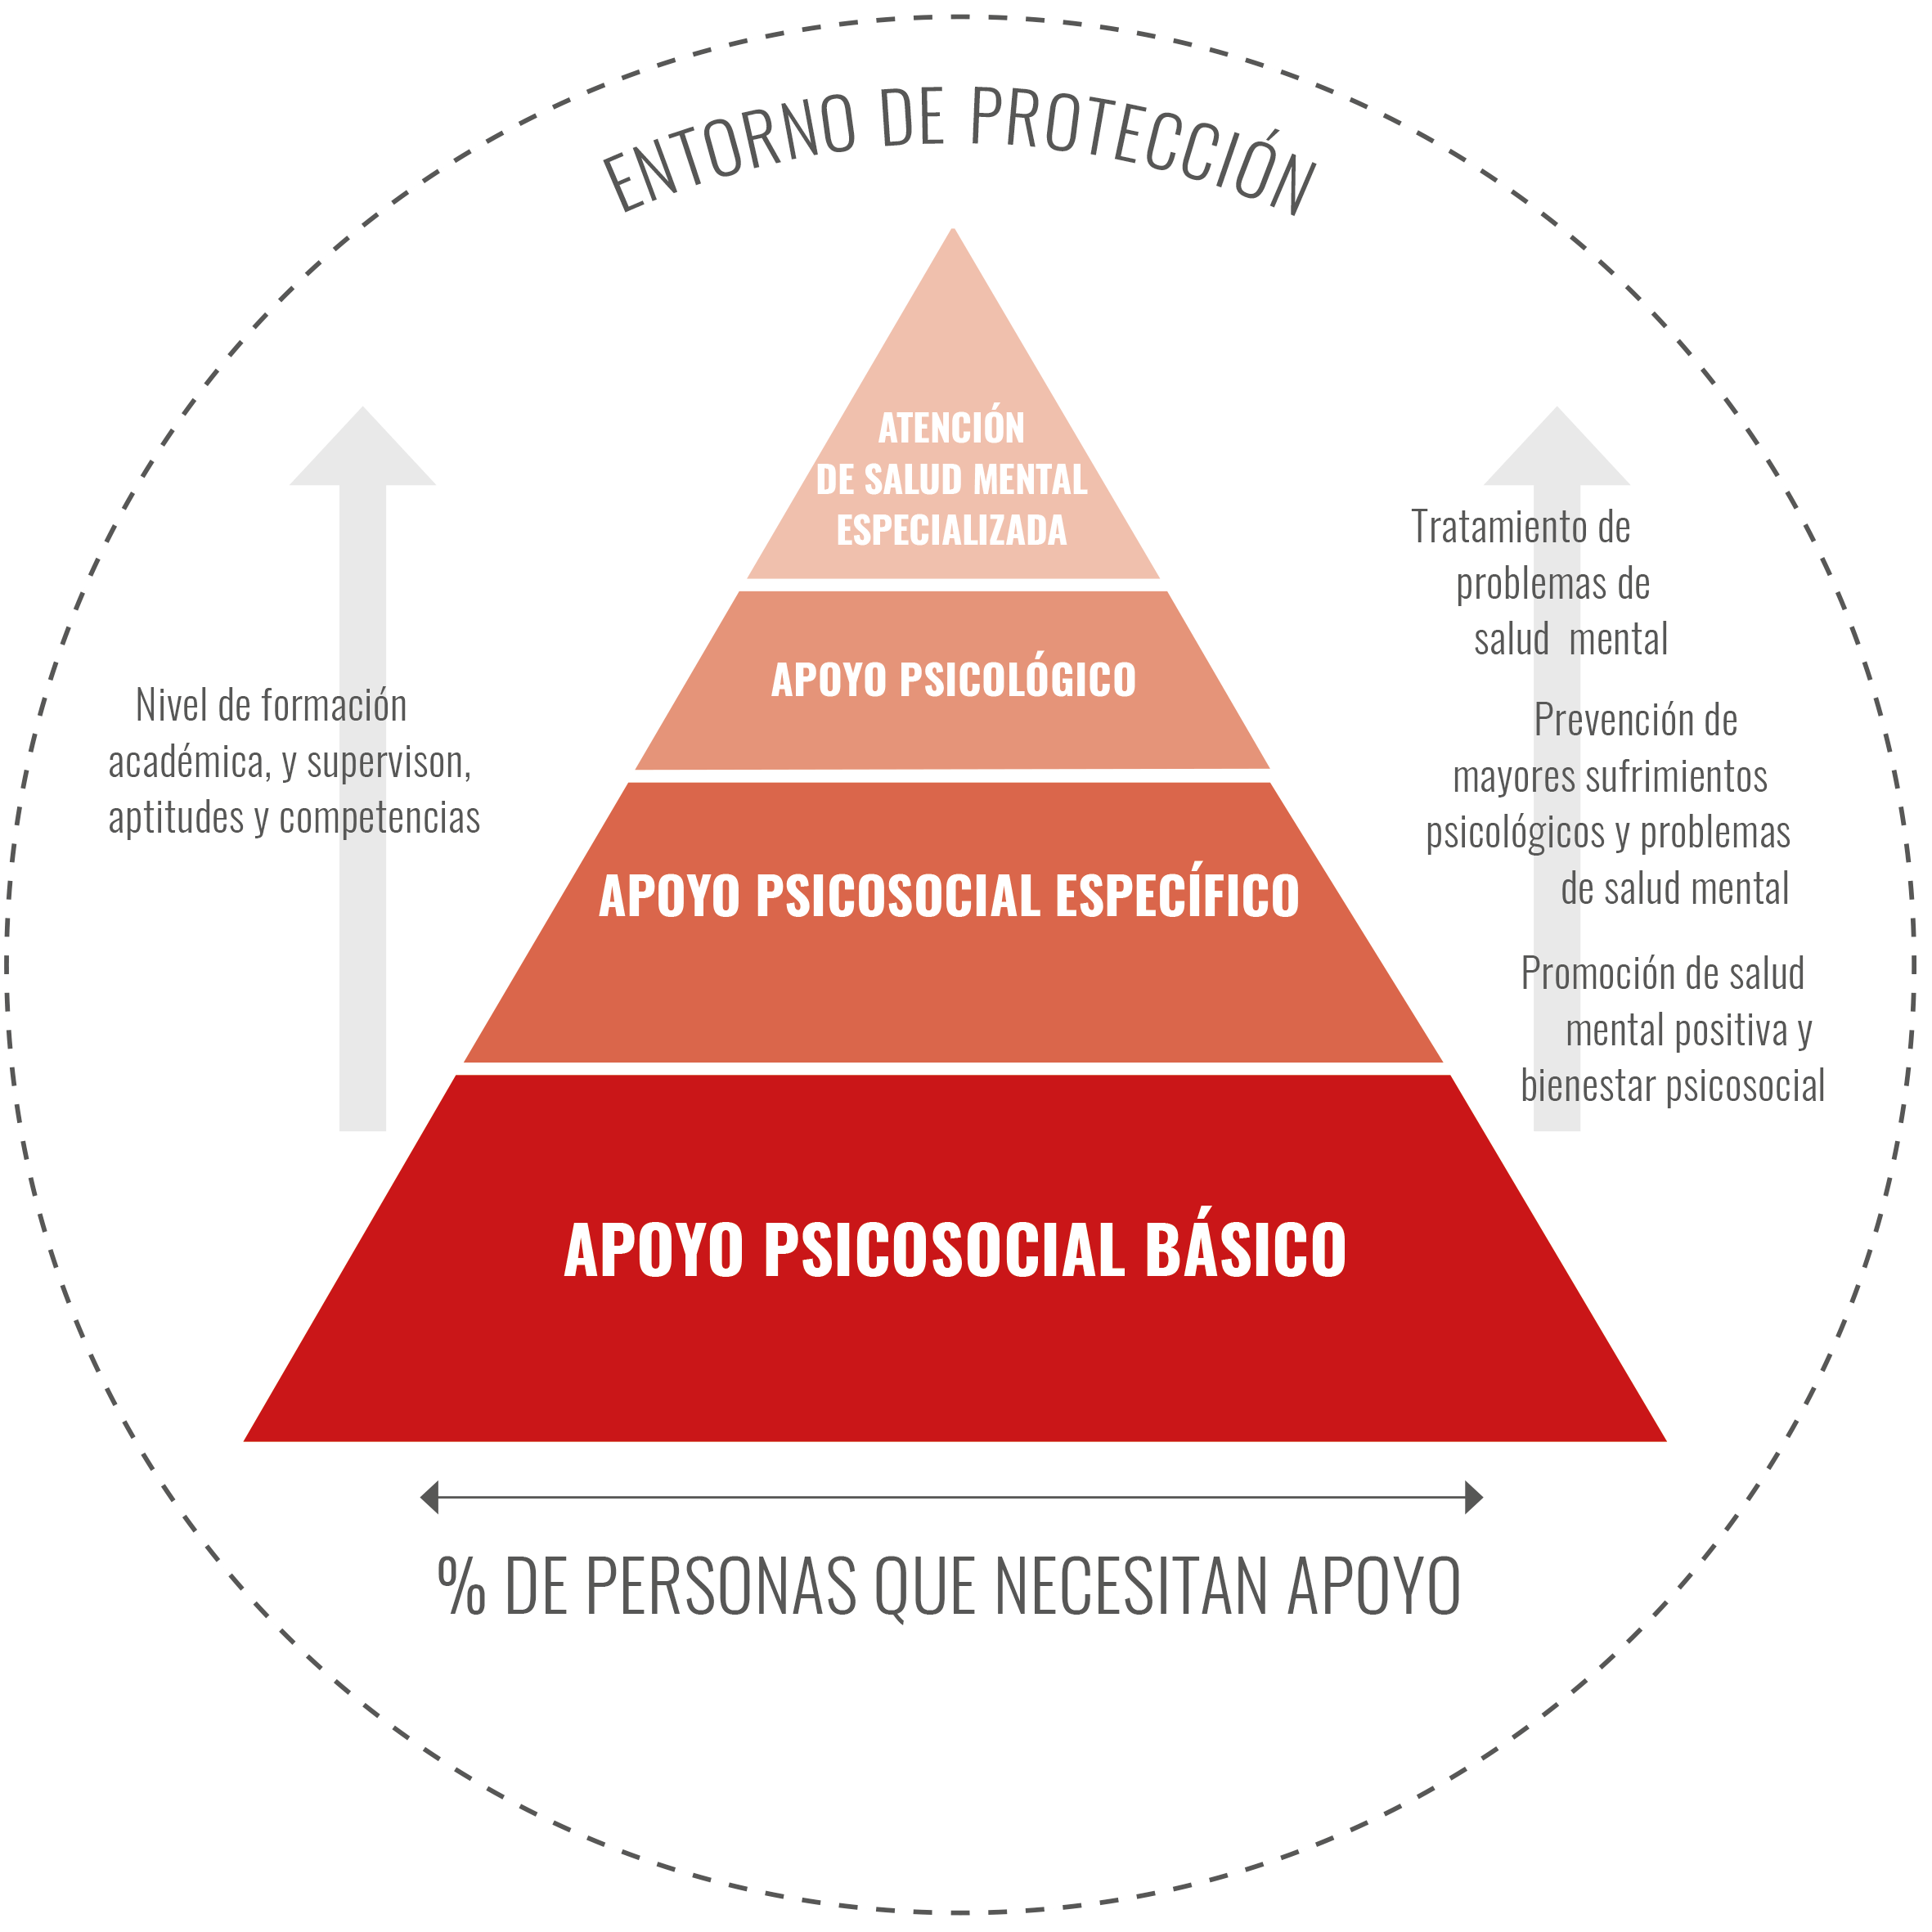 ENTORNO DE PROTECCIÓN
ATENCIÓN
DE SALUD MENTAL
ESPECIALIZADA
APOYO PSICOLÓGICO
APOYO PSICOSOCIAL ESPECÍFICO
APOYO PSICOSOCIAL BÁSICO
Nivel de formación
académica, y supervison,
aptitudes y competencias
Tratamiento de
problemas de
salud mental
Prevención de
mayores sufrimientos
psicológicos y problemas
de salud mental
Promoción de salud
mental positiva y
bienestar psicosocial
% DE PERSONAS QUE NECESITAN APOYO